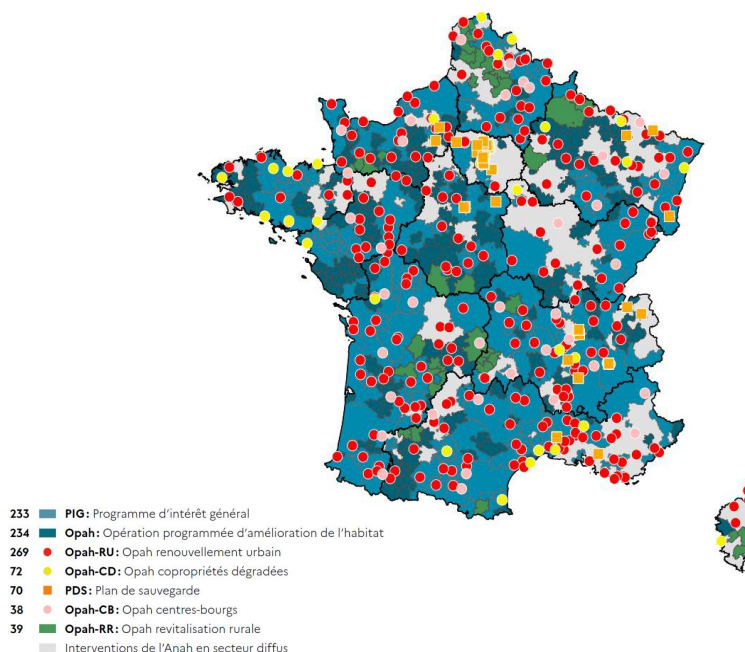 233 PIG : Programme d'intérêt général
234 Opah : Opération programmée d'amélioration de l'habitat
269 Opah-RU : Opah renouvellement urbain
72 Opah-CD : Opah copropriétés dégradées
70 PDS : Plan de sauvegarde
38 Opah-CB : Opah centres-bourgs
39 Opah-RR : Opah revitalisation rurale
Interventions de l'Anah en secteur diffus